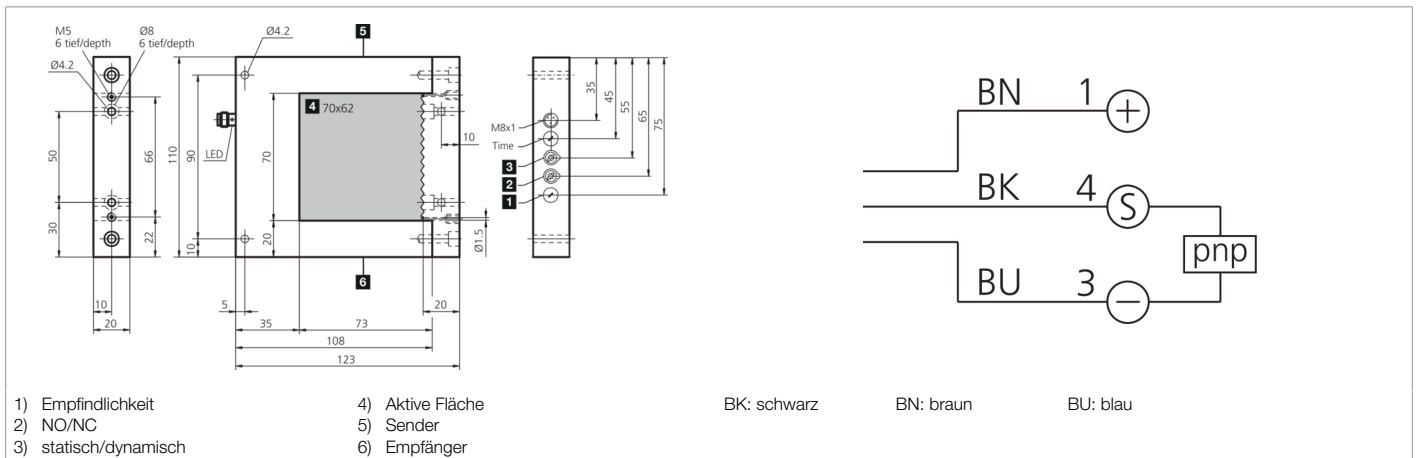 M5
6 tief/depth
Ø8
6 tief/depth
Ø4.2
50
30
66
22
10
20
Ø4.2
5
110
90
10
LED
4 70x62
70
20
10
Ø1.5
6
5
20
35
73
108
123
35
45
55
65
75
M8x1
Time
3
2
1
BN 1 +
BK 4 S
pnp
BU 3 −
1) Empfindlichkeit
2) NO/NC
3) statisch/dynamisch
4) Aktive Fläche
5) Sender
6) Empfänger
BK: schwarz BN: braun BU: blau